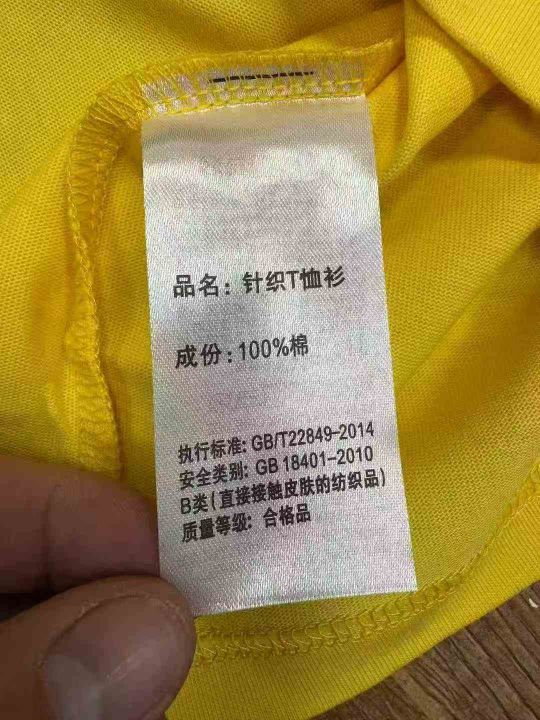 品名：针织T恤衫
成份：100%棉
执行标准：GB/T22849-2014
安全类别：GB 18401-2010
B类(直接接触皮肤的纺织品)
质量等级：合格品